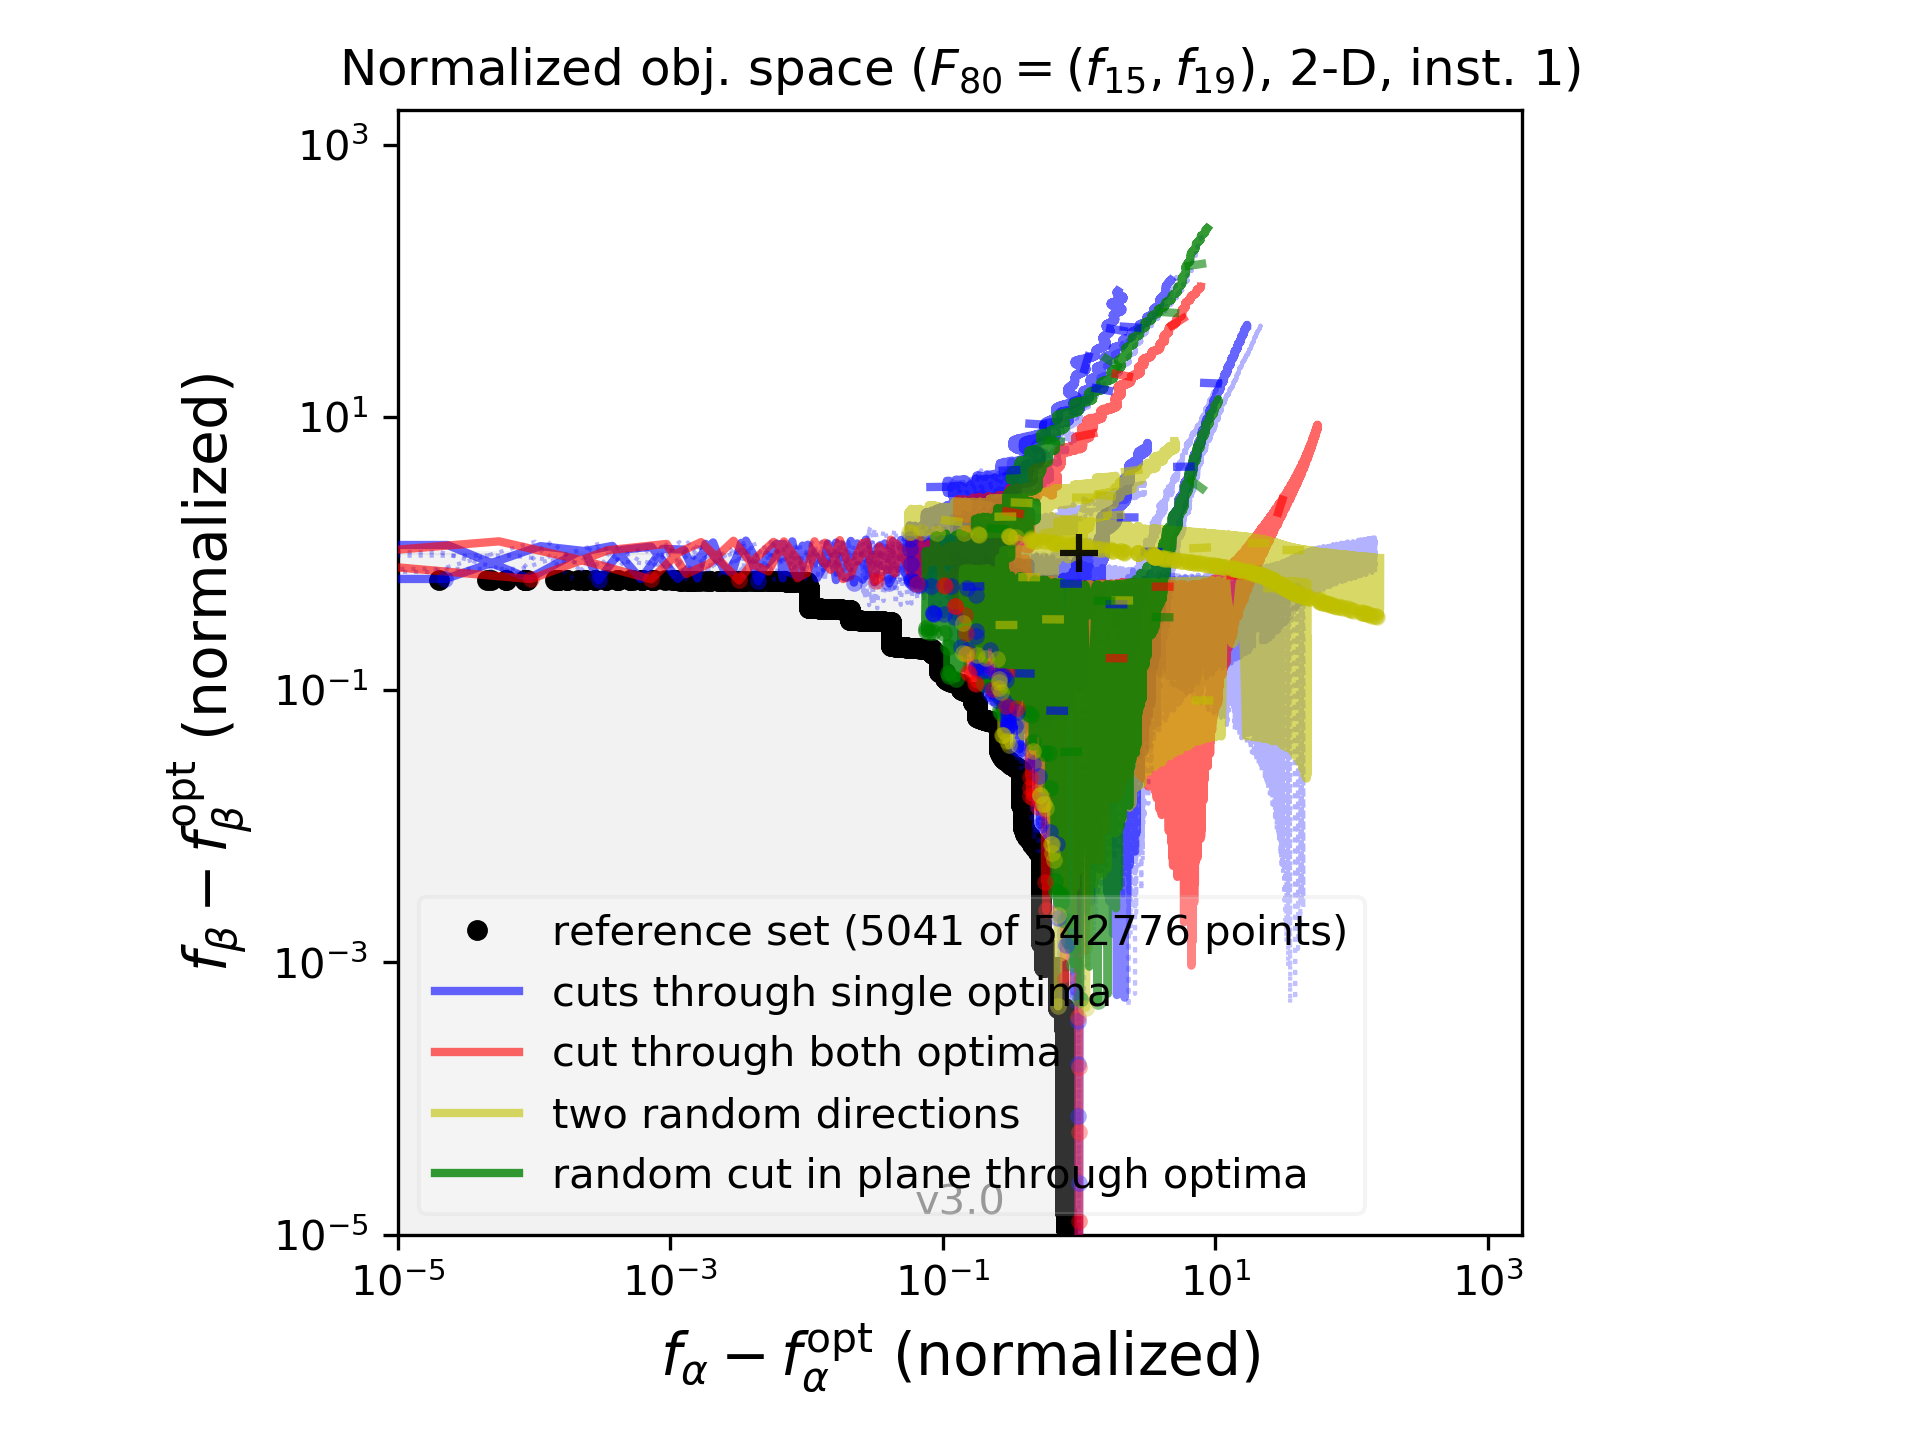 Normalized obj. space (F₈₀ = (f₁₅, f₁₉), 2-D, inst. 1)
10³
10¹
10⁻¹
10⁻³
10⁻⁵
f_β − f_β^opt (normalized)
reference set (5041 of 542776 points)
cuts through single optima
cut through both optima
two random directions
random cut in plane through optima
v3.0
10⁻⁵ 10⁻³ 10⁻¹ 10¹ 10³
f_α − f_α^opt (normalized)